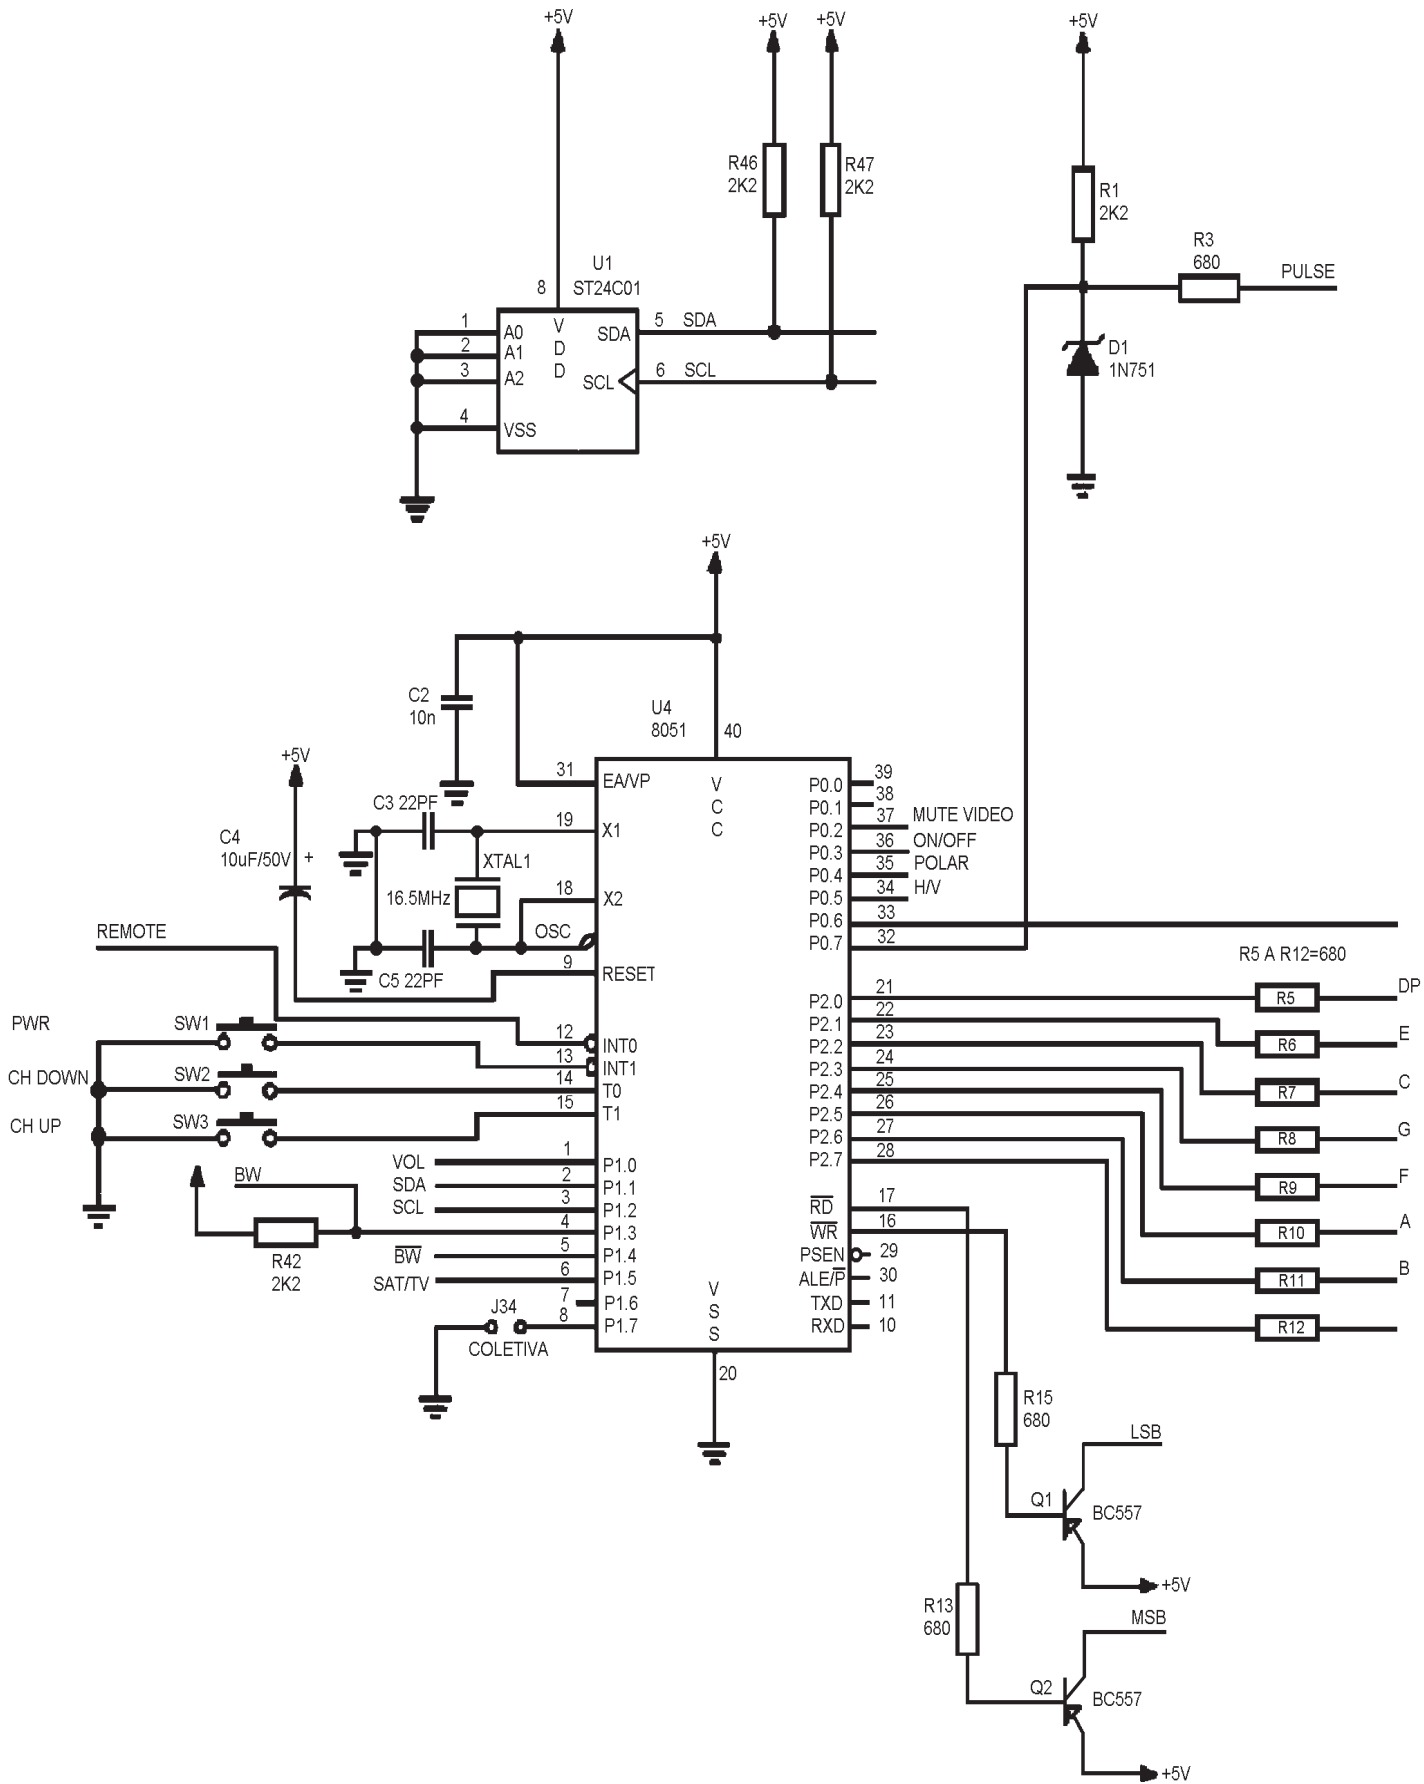 +5V
+5V
+5V
+5V
R46
2K2
R47
2K2
R1
2K2
R3
680
PULSE
U1
ST24C01
8
1
A0
V
D
D
SDA
5
SDA
2
A1
3
A2
SCL
6
SCL
4
VSS
D1
1N751
+5V
C2
10n
U4
8051
40
+5V
31
EA/VP
V
C
C
P0.0
39
P0.1
38
C3 22PF
19
X1
P0.2
37
MUTE VIDEO
C4
10uF/50V
+
XTAL1
P0.3
36
ON/OFF
P0.4
35
POLAR
16.5MHz
18
X2
P0.5
34
H/V
P0.6
33
REMOTE
OSC
P0.7
32
R5 A R12=680
C5 22PF
9
RESET
P2.0
21
R5
DP
PWR
SW1
12
INT0
P2.1
22
R6
E
13
INT1
P2.2
23
R7
C
CH DOWN
SW2
14
T0
P2.3
24
R8
G
15
T1
P2.4
25
R9
F
CH UP
SW3
P2.5
26
R10
A
P2.6
27
R11
B
P2.7
28
R12
VOL
1
P1.0
BW
SDA
2
P1.1
SCL
3
P1.2
RD
17
4
P1.3
WR
16
R42
2K2
BW
5
P1.4
PSEN
29
SAT/TV
6
P1.5
ALE/P
30
7
P1.6
V
S
S
TXD
11
J34
8
P1.7
RXD
10
COLETIVA
20
R15
680
LSB
Q1
BC557
+5V
R13
680
MSB
Q2
BC557
+5V